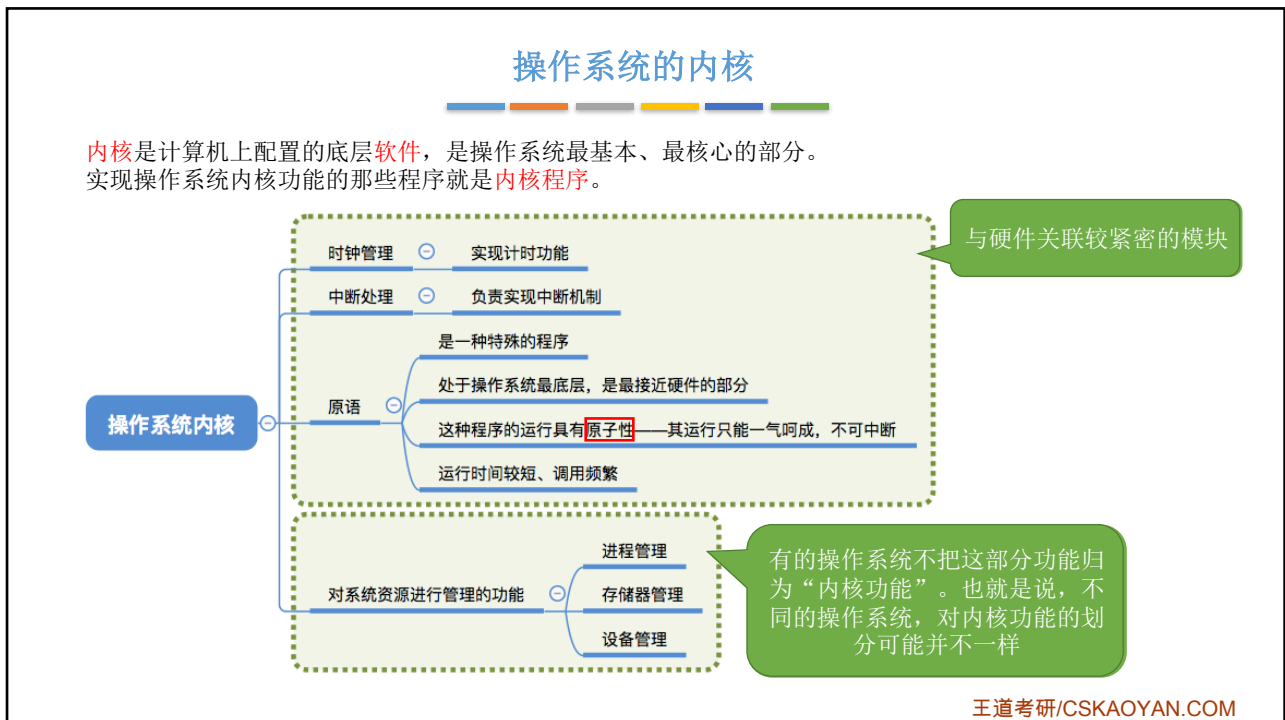 操作系统的内核
内核是计算机上配置的底层软件，是操作系统最基本、最核心的部分。
实现操作系统内核功能的那些程序就是内核程序。
与硬件关联较紧密的模块
时钟管理
实现计时功能
中断处理
负责实现中断机制
是一种特殊的程序
处于操作系统最底层，是最接近硬件的部分
原语
这种程序的运行具有原子性——其运行只能一气呵成，不可中断
运行时间较短、调用频繁
操作系统内核
对系统资源进行管理的功能
进程管理
存储器管理
设备管理
有的操作系统不把这部分功能归
为“内核功能”。也就是说，不
同的操作系统，对内核功能的划
分可能并不一样
王道考研/CSKAOYAN.COM